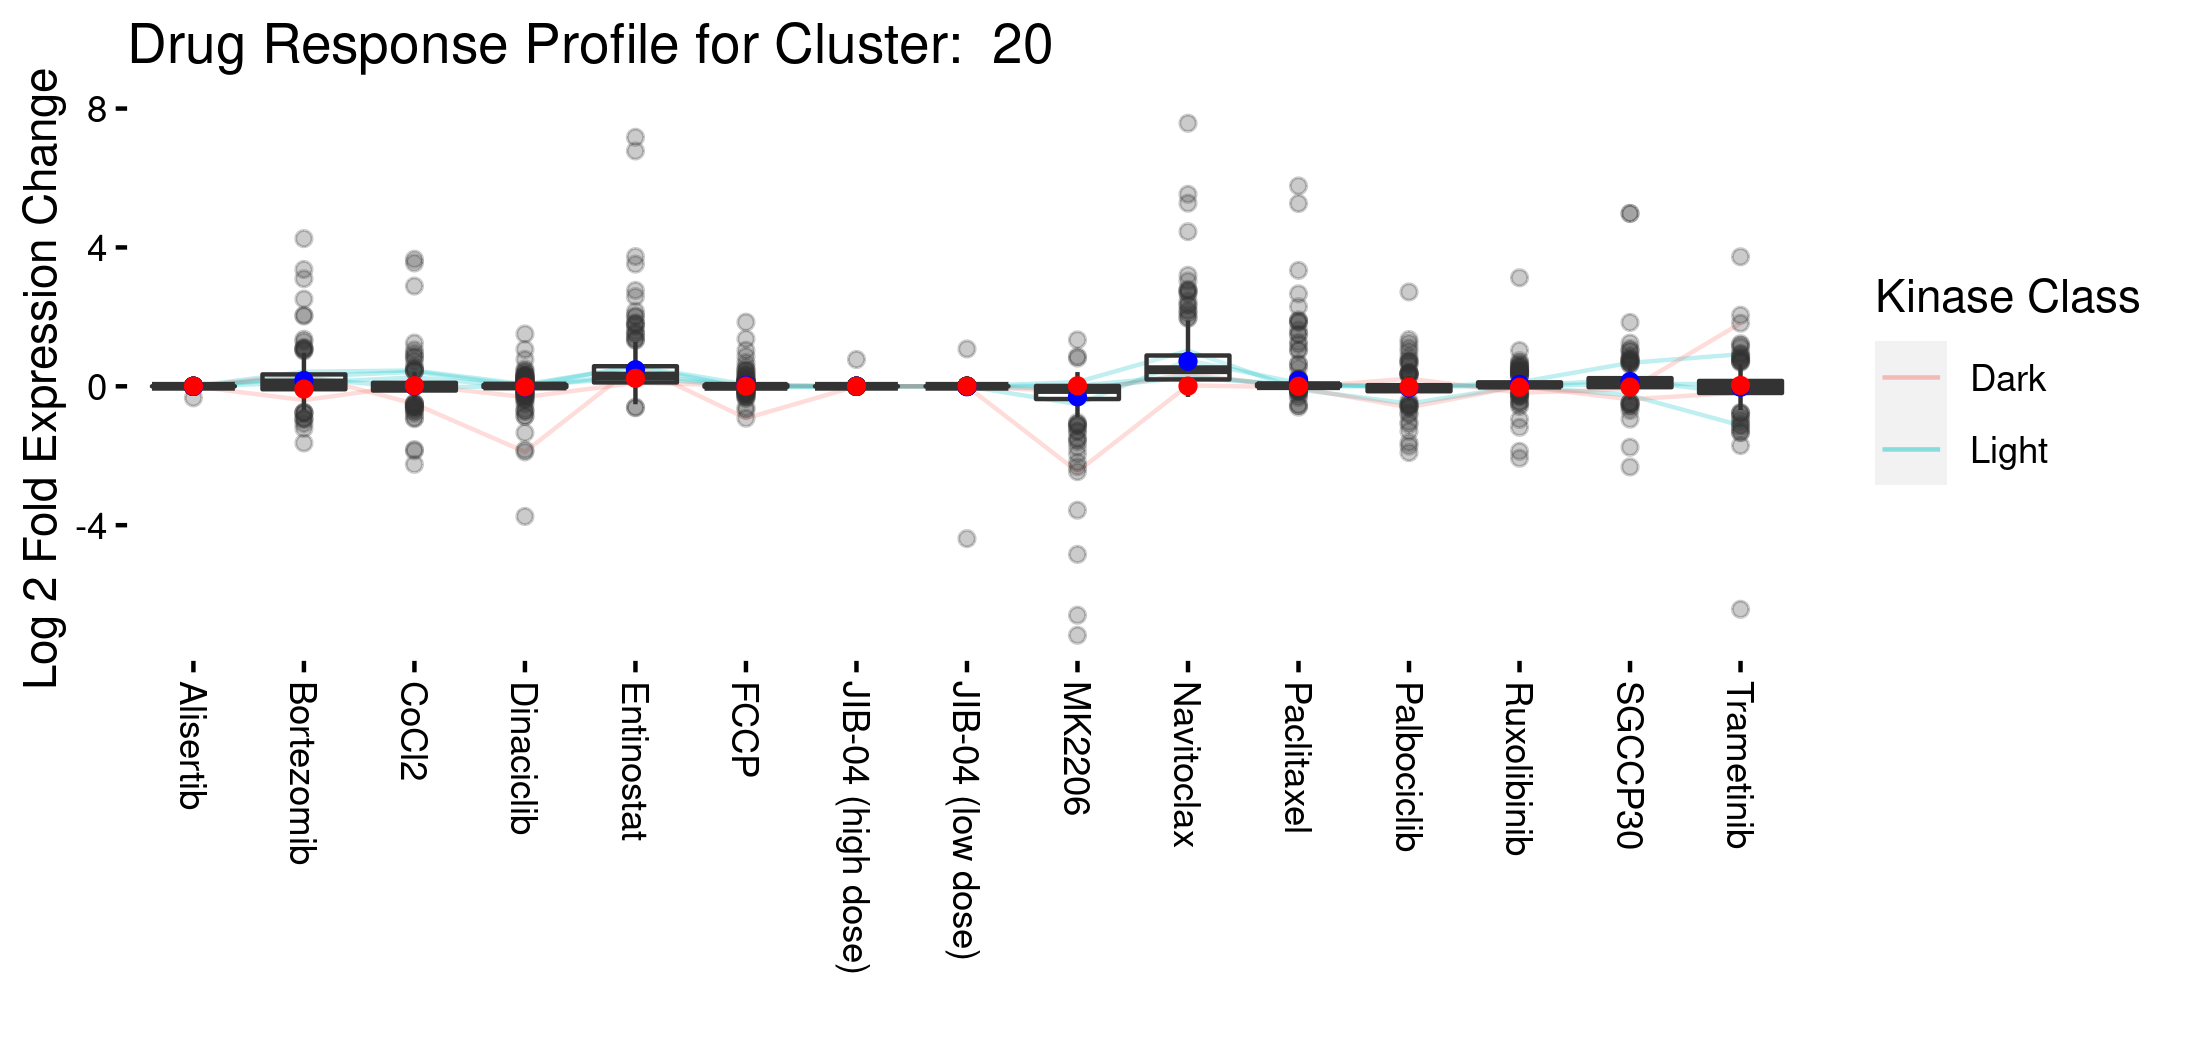 Drug Response Profile for Cluster: 20
Log 2 Fold Expression Change
8
4
0
-4
Alisertib
Bortezomib
CoCl2
Dinaciclib
Entinostat
FCCP
JIB-04 (high dose)
JIB-04 (low dose)
MK2206
Navitoclax
Paclitaxel
Palbociclib
Ruxolibinib
SGCCP30
Trametinib
Kinase Class
Dark
Light